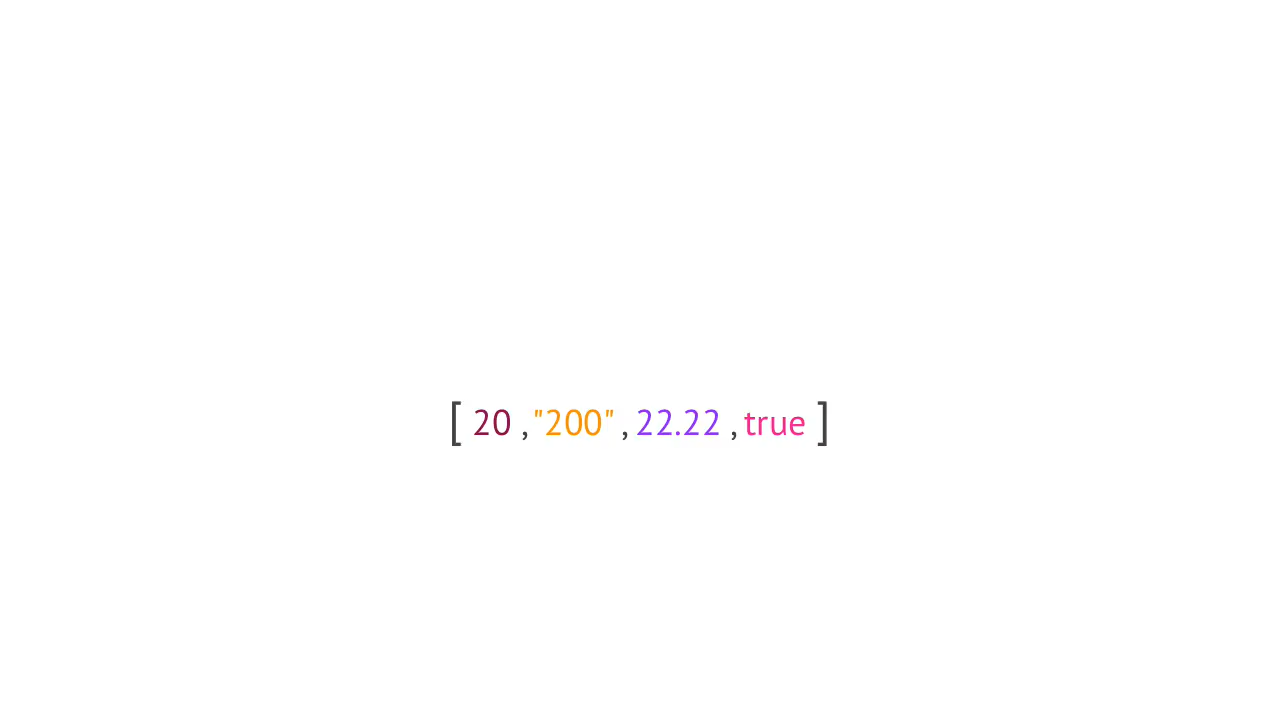 [ 20 , "200" , 22.22 , true ]